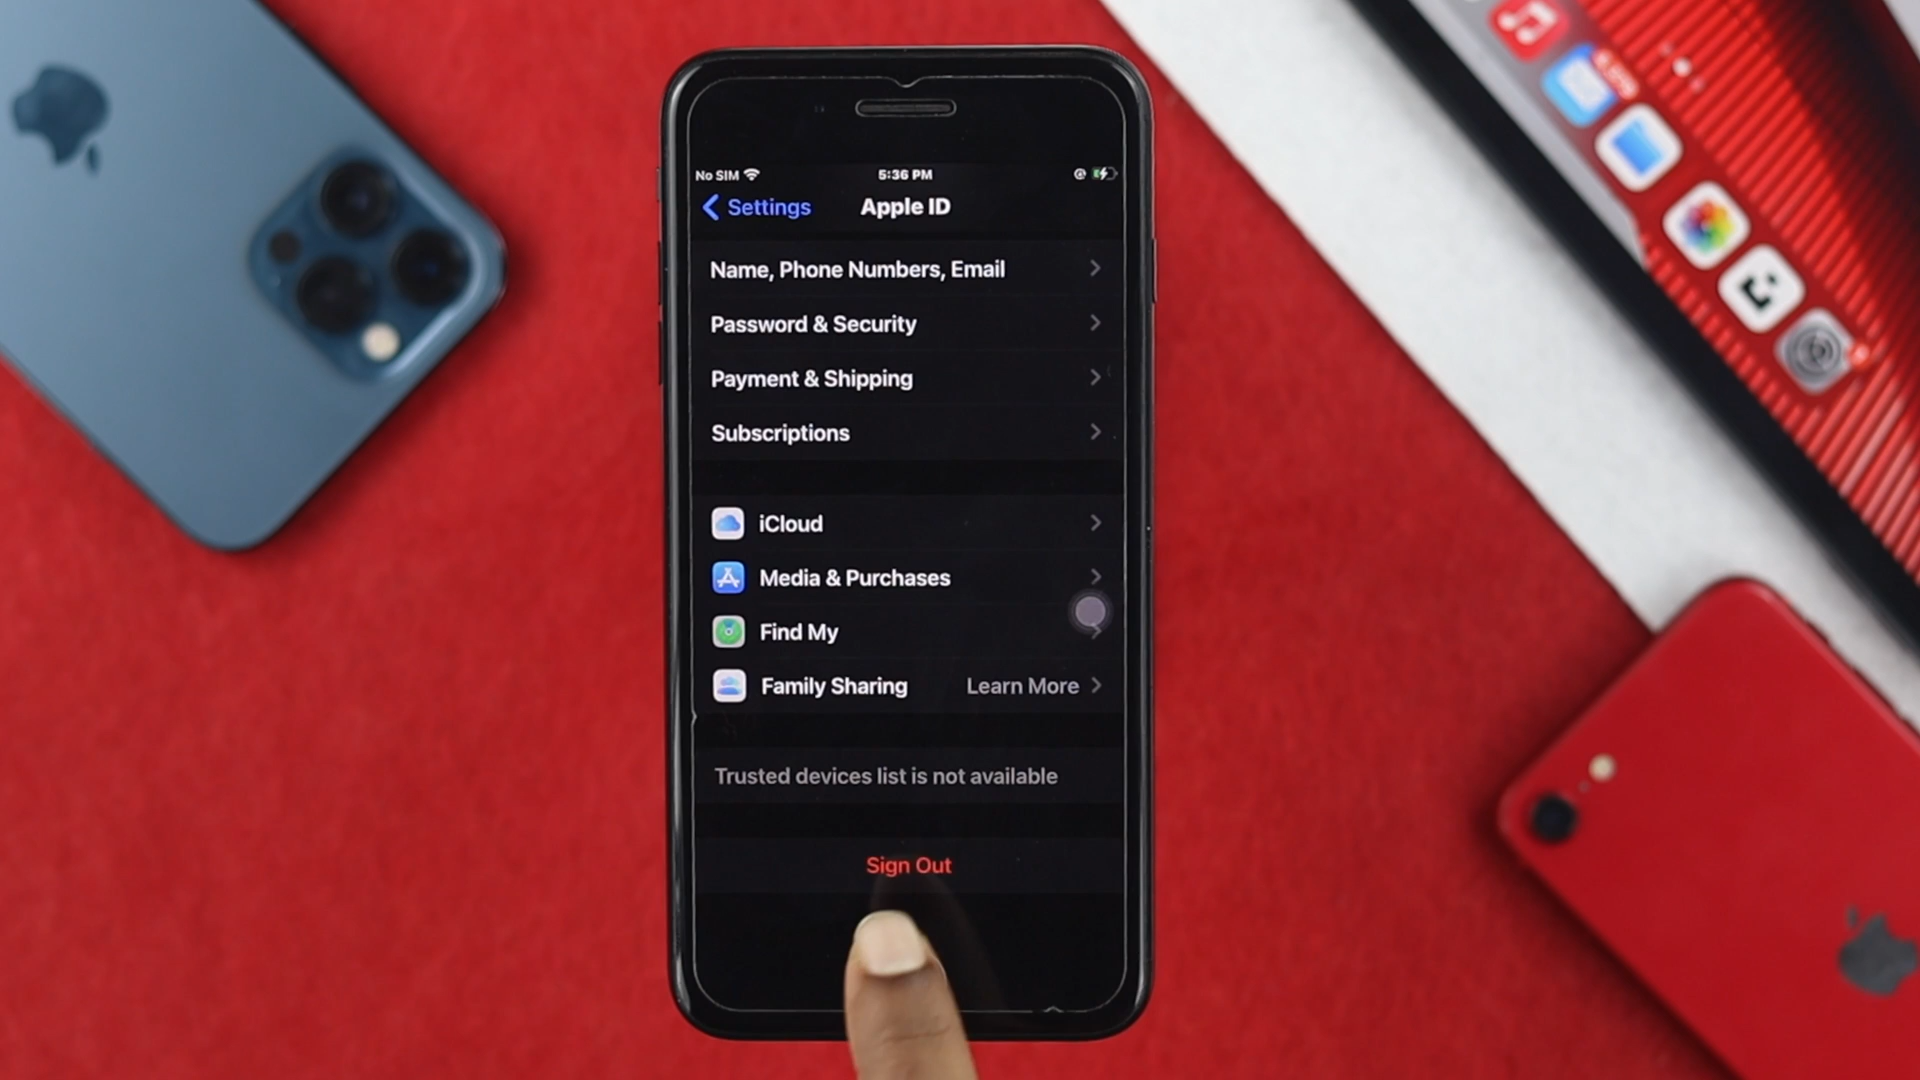 No SIM 5:36 PM
Settings Apple ID
Name, Phone Numbers, Email
Password & Security
Payment & Shipping
Subscriptions
iCloud
Media & Purchases
Find My
Family Sharing Learn More
Trusted devices list is not available
Sign Out